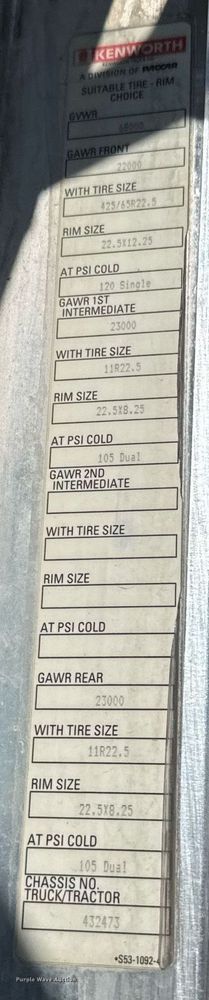 KENWORTH
A DIVISION OF PACCAR
SUITABLE TIRE - RIM
CHOICE
GVWR
68000
GAWR FRONT
22000
WITH TIRE SIZE
425/65R22.5
RIM SIZE
22.5X12.25
AT PSI COLD
120 Single
GAWR 1ST
INTERMEDIATE
23000
WITH TIRE SIZE
11R22.5
RIM SIZE
22.5X8.25
AT PSI COLD
105 Dual
GAWR 2ND
INTERMEDIATE
WITH TIRE SIZE
RIM SIZE
AT PSI COLD
GAWR REAR
23000
WITH TIRE SIZE
11R22.5
RIM SIZE
22.5X8.25
AT PSI COLD
105 Dual
CHASSIS NO.
TRUCK/TRACTOR
432473
*S53-1092-4
Purple Wave Auction